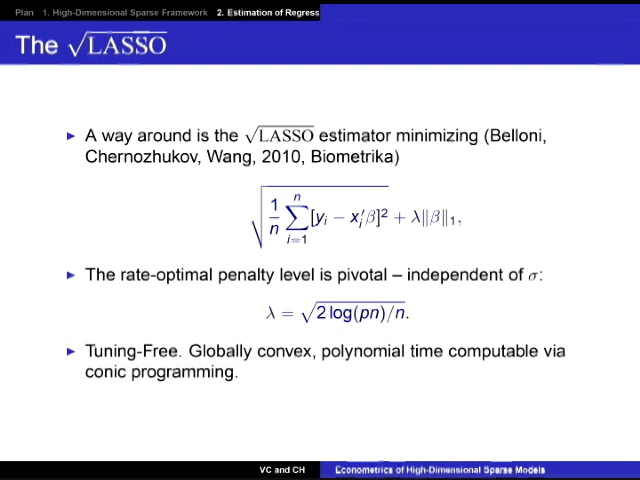 Plan 1. High-Dimensional Sparse Framework 2. Estimation of Regress
The √LASSO
▶ A way around is the √LASSO estimator minimizing (Belloni,
Chernozhukov, Wang, 2010, Biometrika)
√(1/n ∑_{i=1}^{n} [y_i − x_i′β]²) + λ‖β‖₁,
▶ The rate-optimal penalty level is pivotal – independent of σ:
λ = √(2 log(pn)/n).
▶ Tuning-Free. Globally convex, polynomial time computable via
conic programming.
VC and CH Econometrics of High-Dimensional Sparse Models